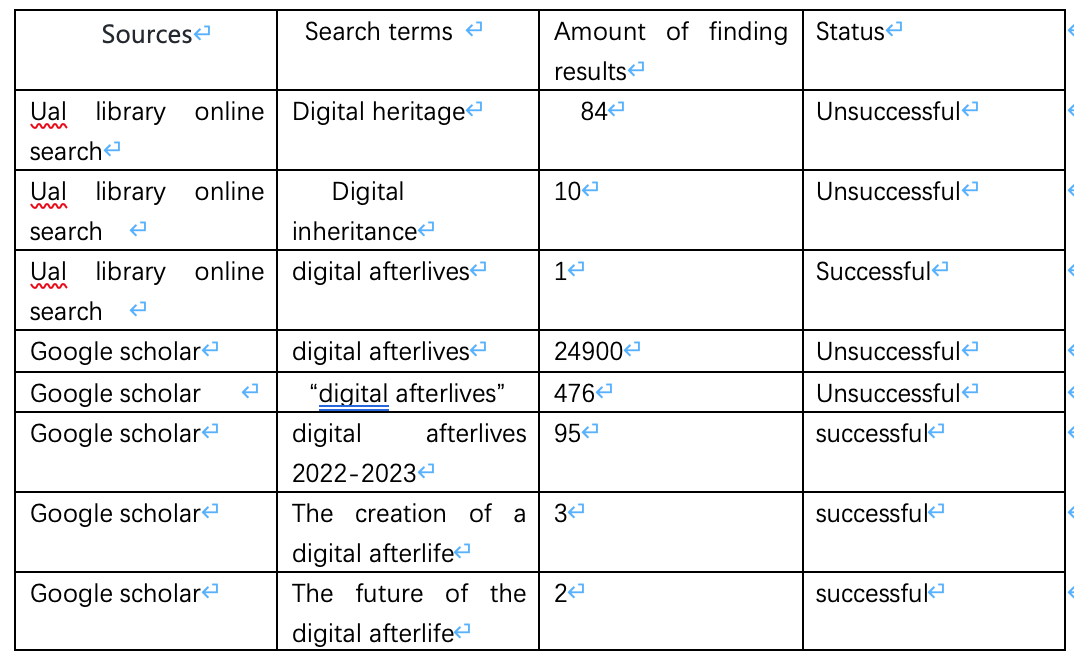 Sources Search terms Amount of finding Status
results
Ual library online Digital heritage 84 Unsuccessful
search
Ual library online Digital 10 Unsuccessful
search inheritance
Ual library online digital afterlives 1 Successful
search
Google scholar digital afterlives 24900 Unsuccessful
Google scholar “digital afterlives” 476 Unsuccessful
Google scholar digital afterlives 95 successful
2022-2023
Google scholar The creation of a 3 successful
digital afterlife
Google scholar The future of the 2 successful
digital afterlife